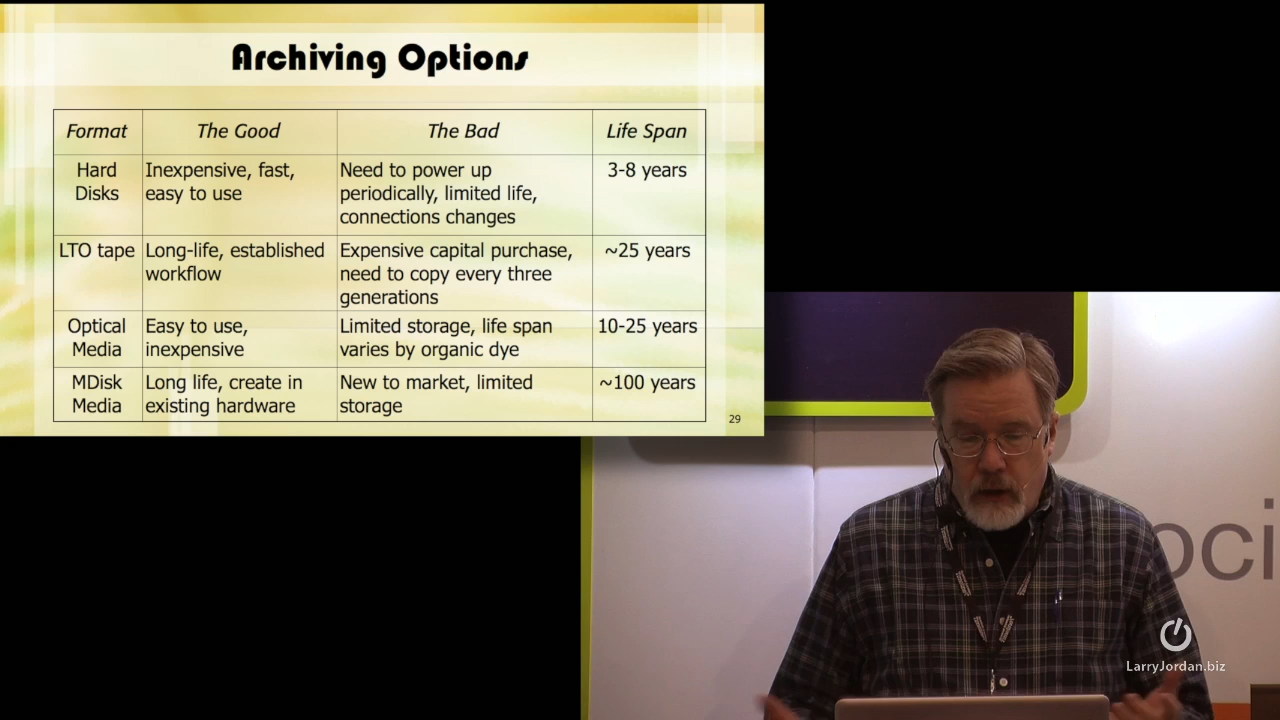 Archiving Options
Format The Good The Bad Life Span
Hard Disks
Inexpensive, fast,
easy to use
Need to power up
periodically, limited life,
connections changes
3-8 years
LTO tape
Long-life, established
workflow
Expensive capital purchase,
need to copy every three
generations
~25 years
Optical
Media
Easy to use,
inexpensive
Limited storage, life span
varies by organic dye
10-25 years
MDisk
Media
Long life, create in
existing hardware
New to market, limited
storage
~100 years
29
oci
LarryJordan.biz